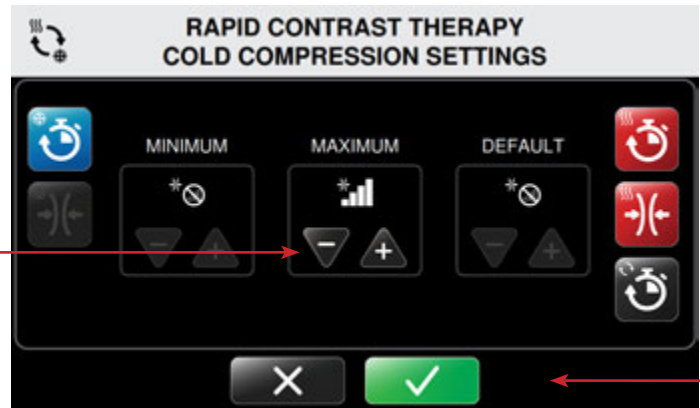 RAPID CONTRAST THERAPY
COLD COMPRESSION SETTINGS
MINIMUM
MAXIMUM
DEFAULT